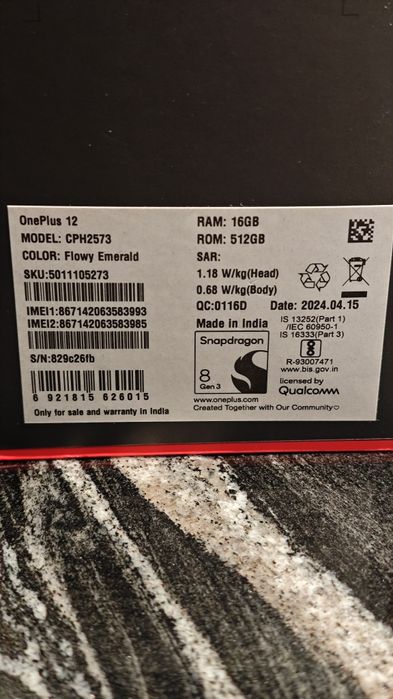 OnePlus 12
MODEL: CPH2573
COLOR: Flowy Emerald
SKU:5011105273
IMEI1:867142063583993
IMEI2:867142063583985
S/N:829c26fb
6 921815 626015
Only for sale and warranty in India
RAM: 16GB
ROM: 512GB
SAR:
1.18 W/kg(Head)
0.68 W/kg(Body)
QC:0116D Date: 2024.04.15
Made in India
IS 13252(Part 1)
/IEC 60950-1
IS 16333(Part 3)
R-93007471
www.bis.gov.in
Snapdragon
8
Gen 3
licensed by
Qualcomm
www.oneplus.com
Created Together with Our Community♡